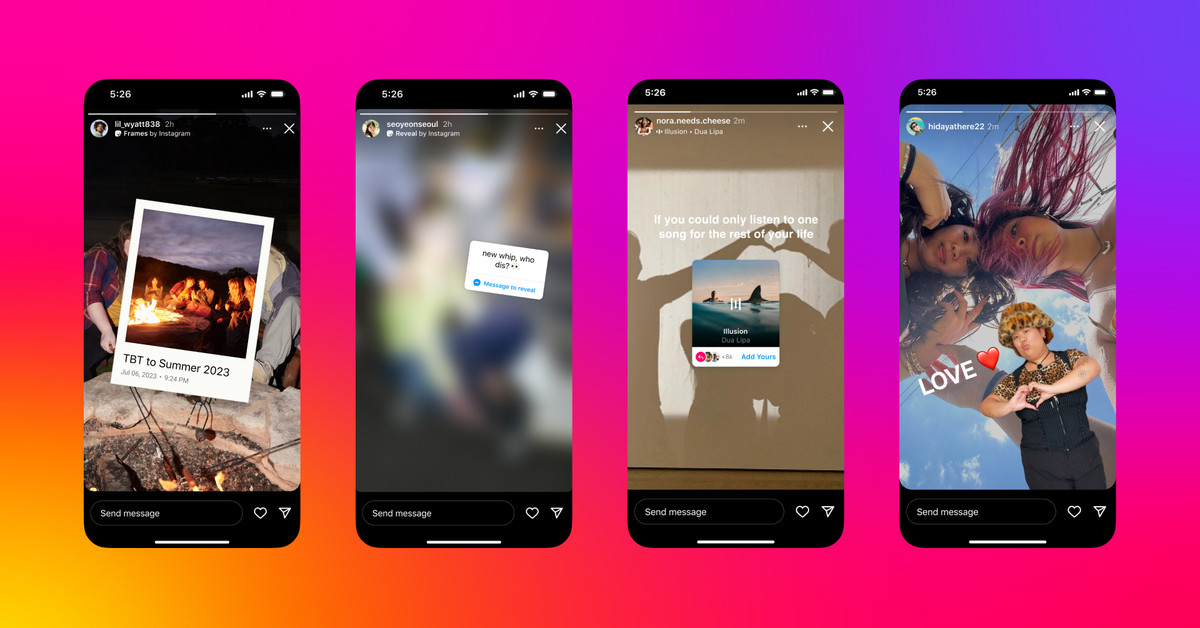 5:26
lil_wyatt838 2h
Frames by Instagram
TBT to Summer 2023
Jul 06, 2023 • 9:24 PM
Send message
5:26
seoyeonseoul 2h
Reveal by Instagram
new whip, who
dis? 👀
Message to reveal
Send message
5:26
nora.needs.cheese 2m
Illusion • Dua Lipa
If you could only listen to one
song for the rest of your life
Illusion
Dua Lipa
+8k Add Yours
Send message
5:26
hidayathere22 2m
LOVE ❤️
Send message